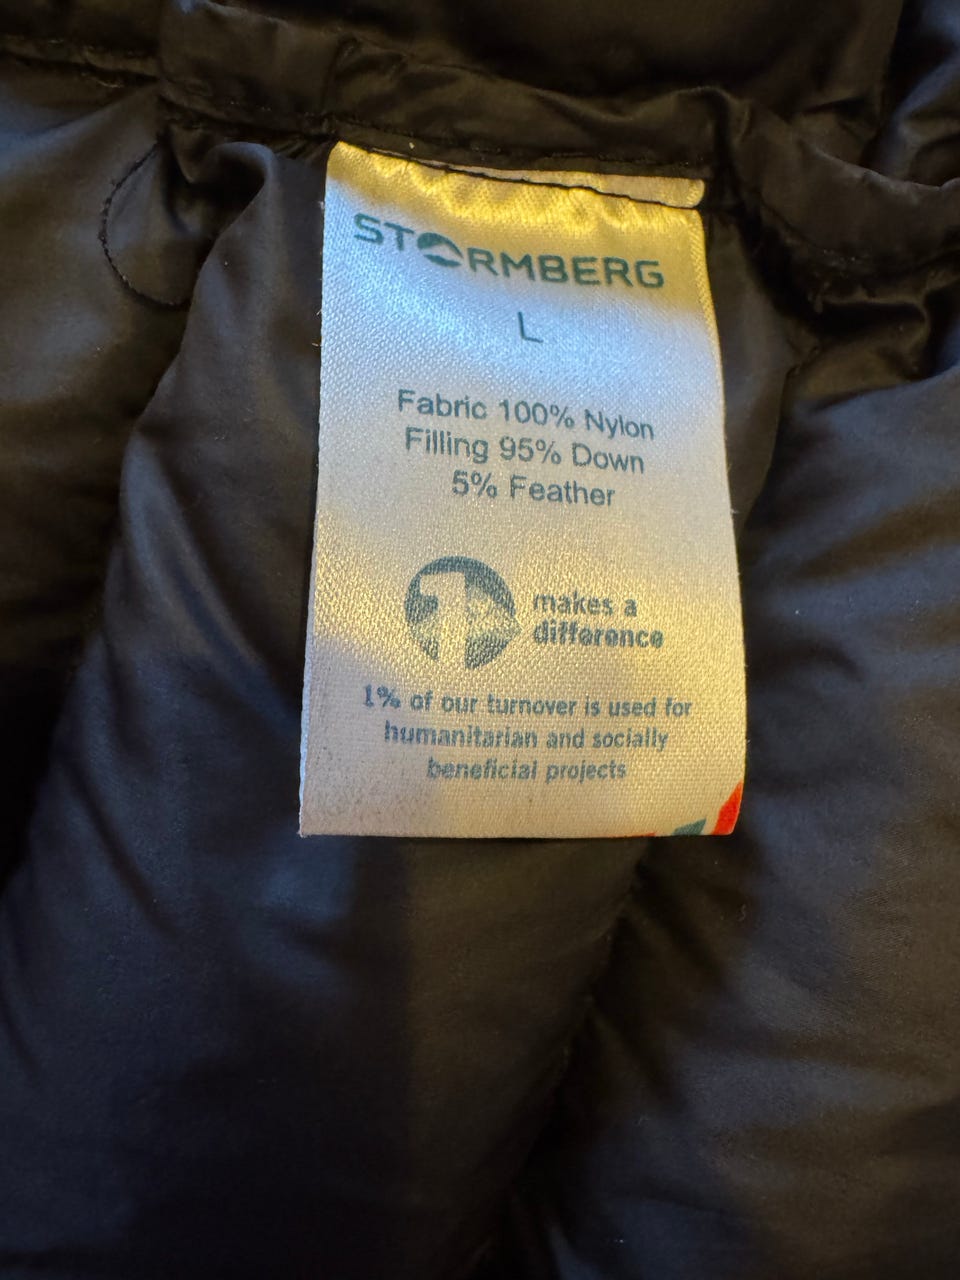 STORMBERG
L
Fabric 100% Nylon
Filling 95% Down
5% Feather
1%
makes a
difference
1% of our turnover is used for
humanitarian and socially
beneficial projects